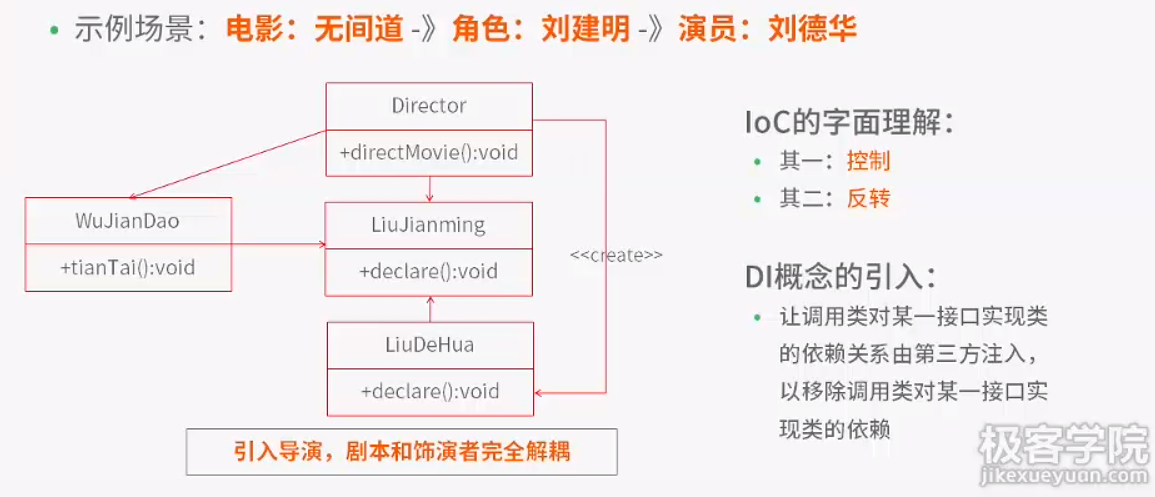 示例场景：电影：无间道 -》角色：刘建明 -》演员：刘德华
Director
+directMovie():void
WuJianDao
+tianTai():void
LiuJianming
+declare():void
<<create>>
LiuDeHua
+declare():void
引入导演，剧本和饰演者完全解耦
IoC的字面理解：
其一：控制
其二：反转
DI概念的引入：
让调用类对某一接口实现类
的依赖关系由第三方注入，
以移除调用类对某一接口实
现类的依赖
极客学院
jikexueyuan.com